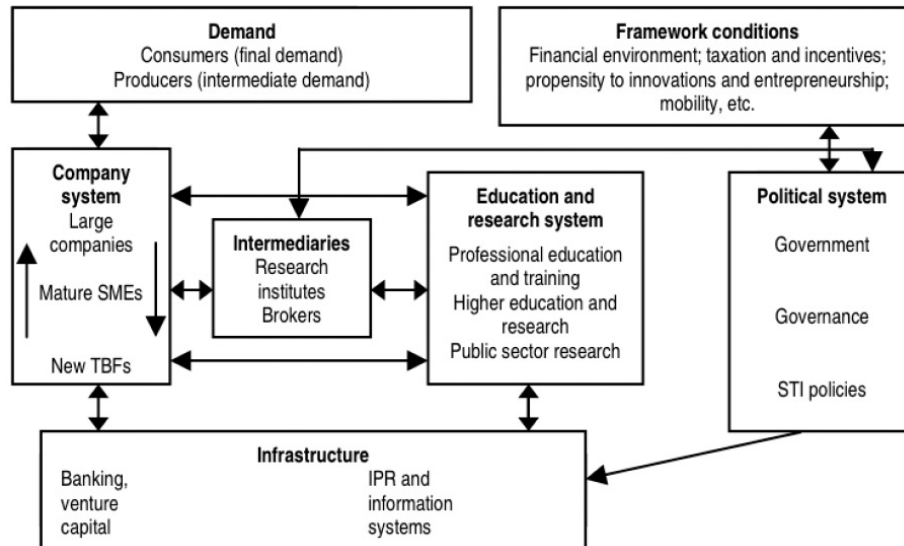 Demand
Consumers (final demand)
Producers (intermediate demand)
Framework conditions
Financial environment; taxation and incentives;
propensity to innovations and entrepreneurship;
mobility, etc.
Company
system
Large
companies
Mature SMEs
New TBFs
Intermediaries
Research
institutes
Brokers
Education and
research system
Professional education
and training
Higher education and
research
Public sector research
Political system
Government
Governance
STI policies
Infrastructure
Banking,
venture
capital
IPR and
information
systems